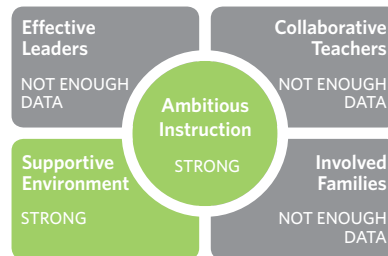 Effective
Leaders
NOT ENOUGH
DATA
Collaborative
Teachers
NOT ENOUGH
DATA
Ambitious
Instruction
STRONG
Supportive
Environment
STRONG
Involved
Families
NOT ENOUGH
DATA